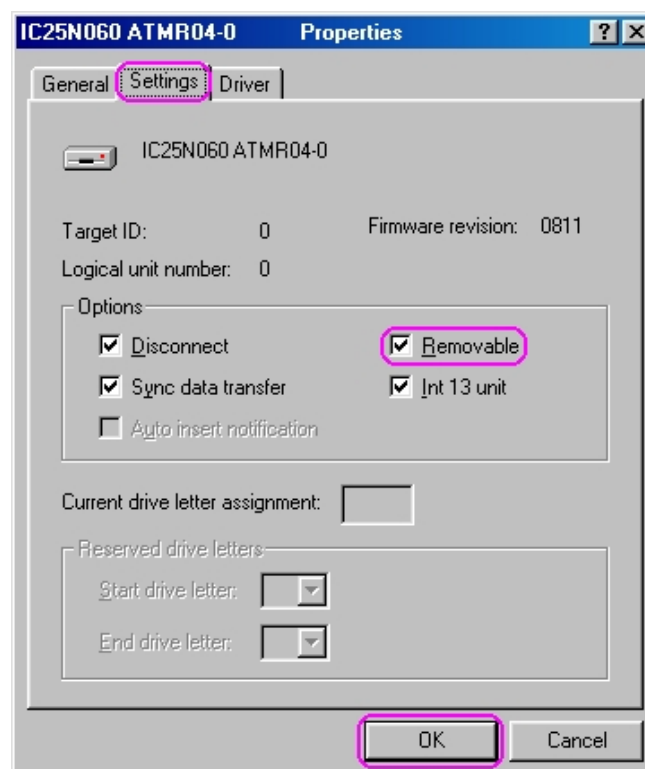 IC25N060 ATMR04-0 Properties ? ×
General Settings Driver
IC25N060 ATMR04-0
Target ID: 0 Firmware revision: 0811
Logical unit number: 0
Options
Disconnect Removable
Sync data transfer Int 13 unit
Auto insert notification
Current drive letter assignment:
Reserved drive letters
Start drive letter:
End drive letter:
OK Cancel